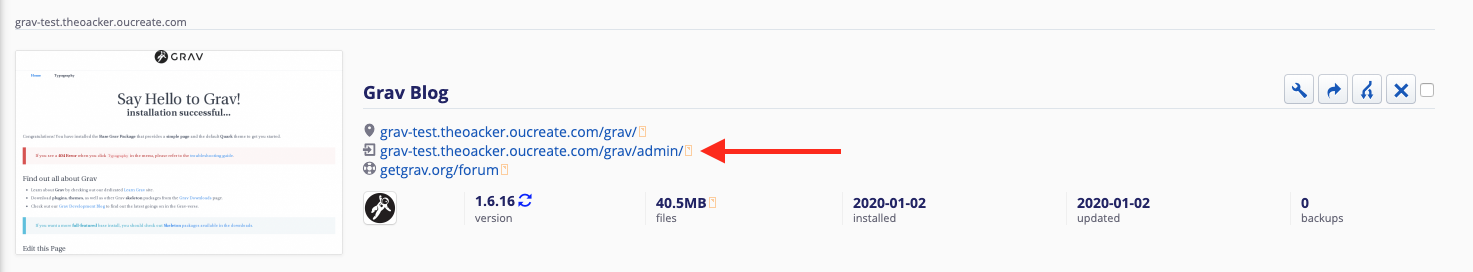 grav-test.theoacker.oucreate.com
GRAV
Home Typography
Say Hello to Grav!
installation successful...
Congratulations! You have installed the Base Grav Package that provides a simple page and the default Quark theme to get you started.
If you see a 404 Error when you click Typography in the menu, please refer to the troubleshooting guide.
Find out all about Grav
Learn about Grav by checking out our dedicated Learn Grav site.
Download plugins, themes, as well as other Grav skeleton packages from the Grav Downloads page.
Check out our Grav Development Blog to find out the latest goings on in the Grav-verse.
If you want a more full-featured base install, you should check out Skeleton packages available in the downloads.
Edit this Page
Grav Blog
grav-test.theoacker.oucreate.com/grav/
grav-test.theoacker.oucreate.com/grav/admin/
getgrav.org/forum
1.6.16 40.5MB 2020-01-02 2020-01-02 0
version files installed updated backups